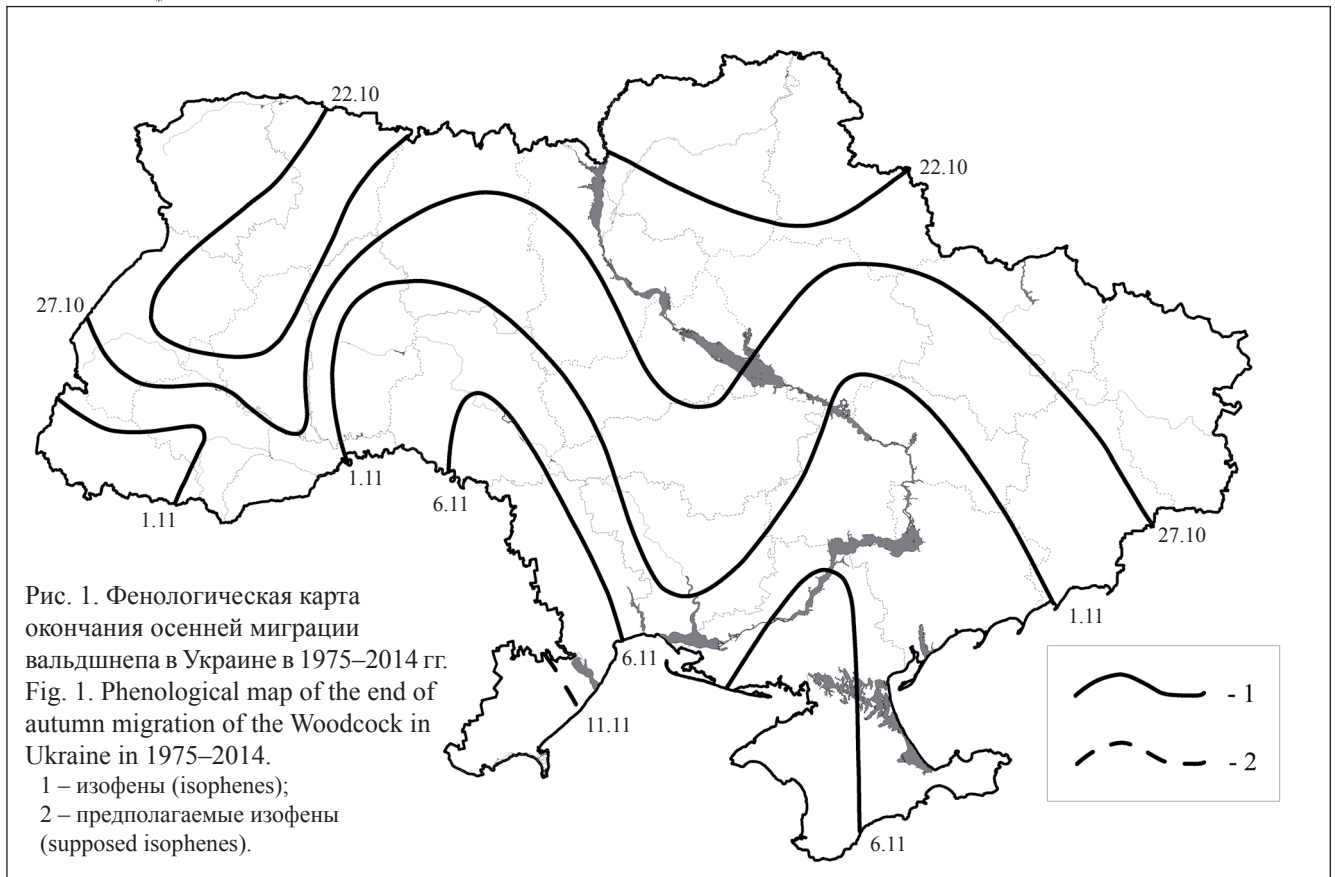 22.10
22.10
27.10
1.11
6.11
1.11
27.10
1.11
6.11
11.11
6.11
Рис. 1. Фенологическая карта
окончания осенней миграции
вальдшнепа в Украине в 1975–2014 гг.
Fig. 1. Phenological map of the end of
autumn migration of the Woodcock in
Ukraine in 1975–2014.
1 – изофены (isophenes);
2 – предполагаемые изофены
(supposed isophenes).
- 1
- 2